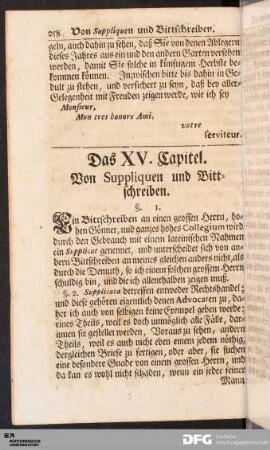 258 Von Suppliquen und Bittschreiben.
geln, auch dahin zu sehen, daß Sie von denen Ablegern
dieses Jahres aus ein und den andern Garten versehen
werden, damit Sie solche in künftigem Herbste be-
kommen können. Inzwischen bitte bis dahin in Ge-
dult zu stehen, und versichert zu seyn, daß bey aller
Gelegenheit mit Freuden zeigen werde, wie ich sey
Monsieur,
Mon tres honore Ami,
votre
serviteur.
Das XV. Capitel.
Von Suppliquen und Bitt-
schreiben.
§. 1.
Ein Bittschreiben an einen grossen Herrn, ho-
hen Gönner, und ganzes hohes Collegium wird
durch den Gebrauch mit einem lateinischen Nahmen
ein Supplicat genennet, und unterscheidet sich von an-
dern Bittschreiben an meines gleichen anders nicht, als
durch die Demuth, so ich einem solchen grossem Herrn
schuldig bin, und die ich allenthalben zeigen muß.
§. 2. Supplicata betreffen entweder Rechtshändel;
und diese gehören eigentlich denen Advocaten zu, da-
her ich auch von selbigen keine Exempel geben werde:
eines Theils, weil es doch unmöglich alle Fälle, dar-
innen sie gestellet werden, Voraus zu sehen, andern
Theils, weil es auch nicht eben einem jedem nöthig,
dergleichen Briefe zu fertigen, oder aber, sie suchen
eine besondere Gnade von einem grossen Herrn, und
da kan es wohl nicht schaden, wenn ein jeder seiner
Mann
DFG
Deutsche
Forschungsgemeinschaft